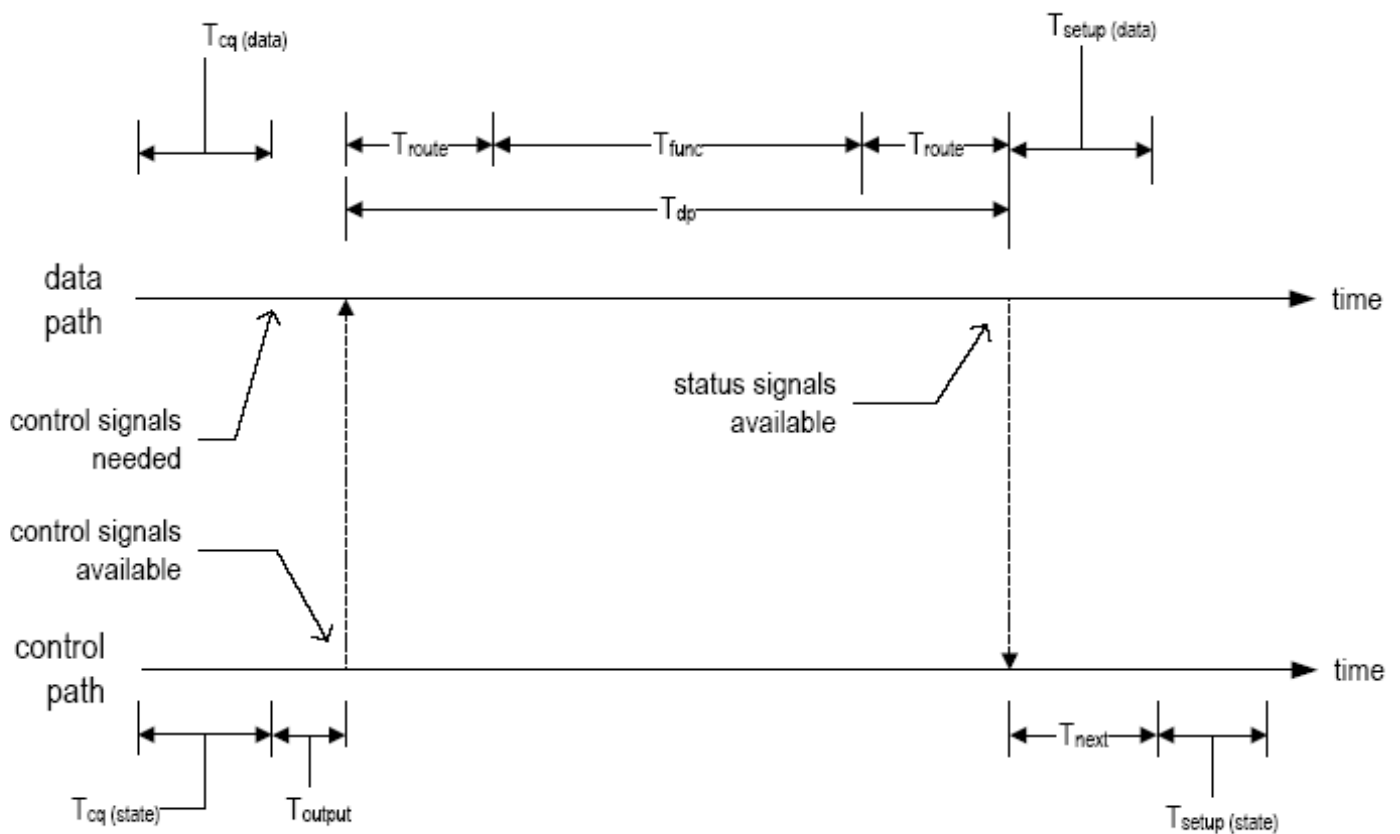 Tcq (data)
Tsetup (data)
Troute
Tfunc
Troute
Tdp
data
path
time
control signals
needed
status signals
available
control signals
available
control
path
time
Tnext
Tcq (state)
Toutput
Tsetup (state)